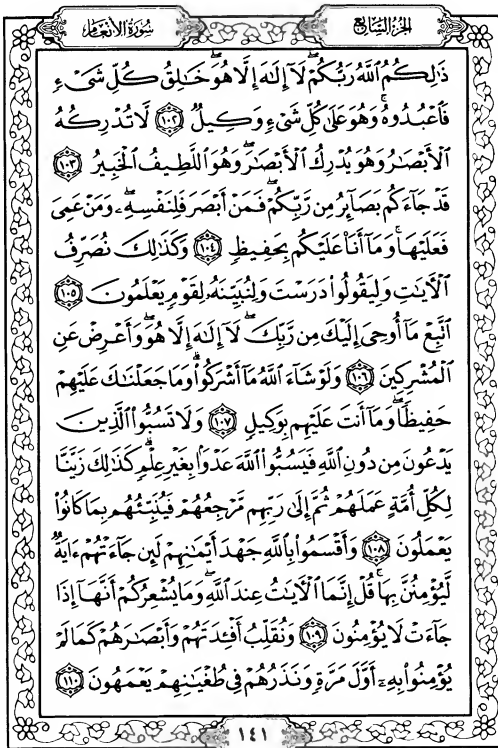 الجزء السابع
سورة الأنعام
ذَٰلِكُمُ ٱللَّهُ رَبُّكُمْ ۖ لَآ إِلَٰهَ إِلَّا هُوَ ۖ خَٰلِقُ كُلِّ شَىْءٍ
فَٱعْبُدُوهُ ۚ وَهُوَ عَلَىٰ كُلِّ شَىْءٍ وَكِيلٌ ١٠٢ لَّا تُدْرِكُهُ
ٱلْأَبْصَٰرُ وَهُوَ يُدْرِكُ ٱلْأَبْصَٰرَ ۖ وَهُوَ ٱللَّطِيفُ ٱلْخَبِيرُ ١٠٣
قَدْ جَآءَكُم بَصَآئِرُ مِن رَّبِّكُمْ ۖ فَمَنْ أَبْصَرَ فَلِنَفْسِهِۦ ۖ وَمَنْ عَمِىَ
فَعَلَيْهَا ۚ وَمَآ أَنَا۠ عَلَيْكُم بِحَفِيظٍ ١٠٤ وَكَذَٰلِكَ نُصَرِّفُ
ٱلْءَايَٰتِ وَلِيَقُولُوا۟ دَرَسْتَ وَلِنُبَيِّنَهُۥ لِقَوْمٍ يَعْلَمُونَ ١٠٥
ٱتَّبِعْ مَآ أُوحِىَ إِلَيْكَ مِن رَّبِّكَ ۖ لَآ إِلَٰهَ إِلَّا هُوَ ۖ وَأَعْرِضْ عَنِ
ٱلْمُشْرِكِينَ ١٠٦ وَلَوْ شَآءَ ٱللَّهُ مَآ أَشْرَكُوا۟ ۗ وَمَا جَعَلْنَٰكَ عَلَيْهِمْ
حَفِيظًا ۖ وَمَآ أَنتَ عَلَيْهِم بِوَكِيلٍ ١٠٧ وَلَا تَسُبُّوا۟ ٱلَّذِينَ
يَدْعُونَ مِن دُونِ ٱللَّهِ فَيَسُبُّوا۟ ٱللَّهَ عَدْوًۢا بِغَيْرِ عِلْمٍ ۗ كَذَٰلِكَ زَيَّنَّا
لِكُلِّ أُمَّةٍ عَمَلَهُمْ ثُمَّ إِلَىٰ رَبِّهِم مَّرْجِعُهُمْ فَيُنَبِّئُهُم بِمَا كَانُوا۟
يَعْمَلُونَ ١٠٨ وَأَقْسَمُوا۟ بِٱللَّهِ جَهْدَ أَيْمَٰنِهِمْ لَئِن جَآءَتْهُمْ ءَايَةٌ
لَّيُؤْمِنُنَّ بِهَا ۚ قُلْ إِنَّمَا ٱلْءَايَٰتُ عِندَ ٱللَّهِ ۖ وَمَا يُشْعِرُكُمْ أَنَّهَآ إِذَا
جَآءَتْ لَا يُؤْمِنُونَ ١٠٩ وَنُقَلِّبُ أَفْـِٔدَتَهُمْ وَأَبْصَٰرَهُمْ كَمَا لَمْ
يُؤْمِنُوا۟ بِهِۦٓ أَوَّلَ مَرَّةٍ وَنَذَرُهُمْ فِى طُغْيَٰنِهِمْ يَعْمَهُونَ ١١٠
١٤١